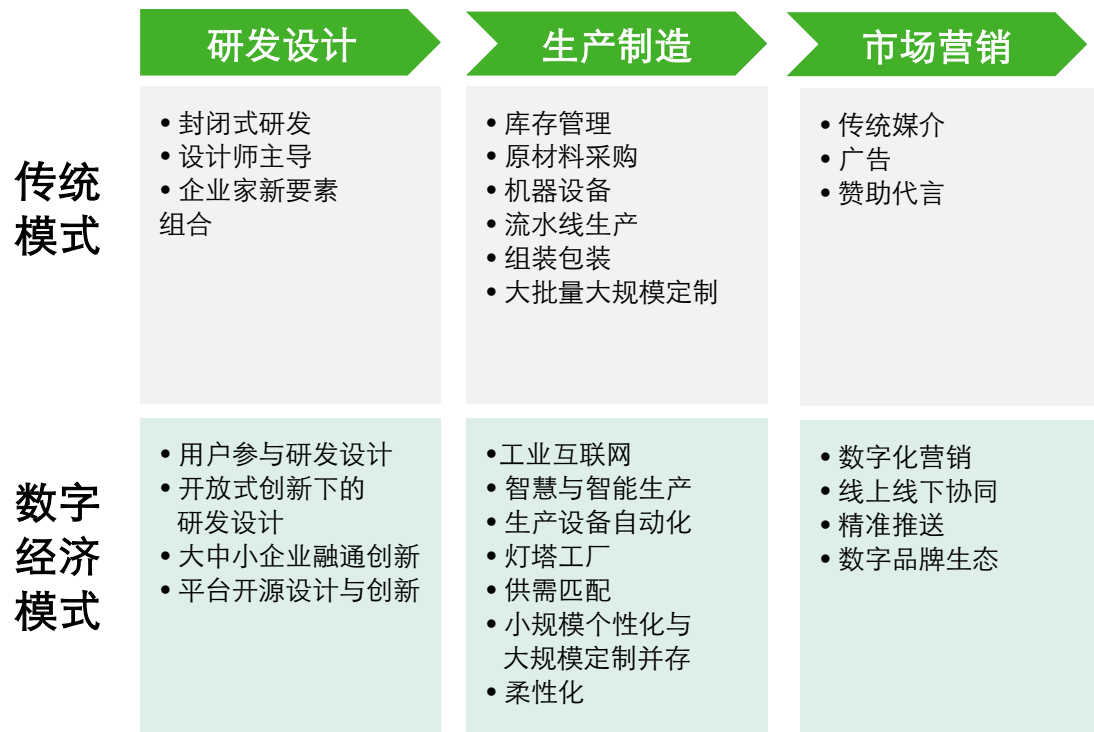 研发设计
生产制造
市场营销
传统
模式
• 封闭式研发
• 设计师主导
• 企业家新要素
组合
• 库存管理
• 原材料采购
• 机器设备
• 流水线生产
• 组装包装
• 大批量大规模定制
• 传统媒介
• 广告
• 赞助代言
数字
经济
模式
• 用户参与研发设计
• 开放式创新下的
研发设计
• 大中小企业融通创新
• 平台开源设计与创新
•工业互联网
• 智慧与智能生产
• 生产设备自动化
• 灯塔工厂
• 供需匹配
• 小规模个性化与
大规模定制并存
• 柔性化
• 数字化营销
• 线上线下协同
• 精准推送
• 数字品牌生态